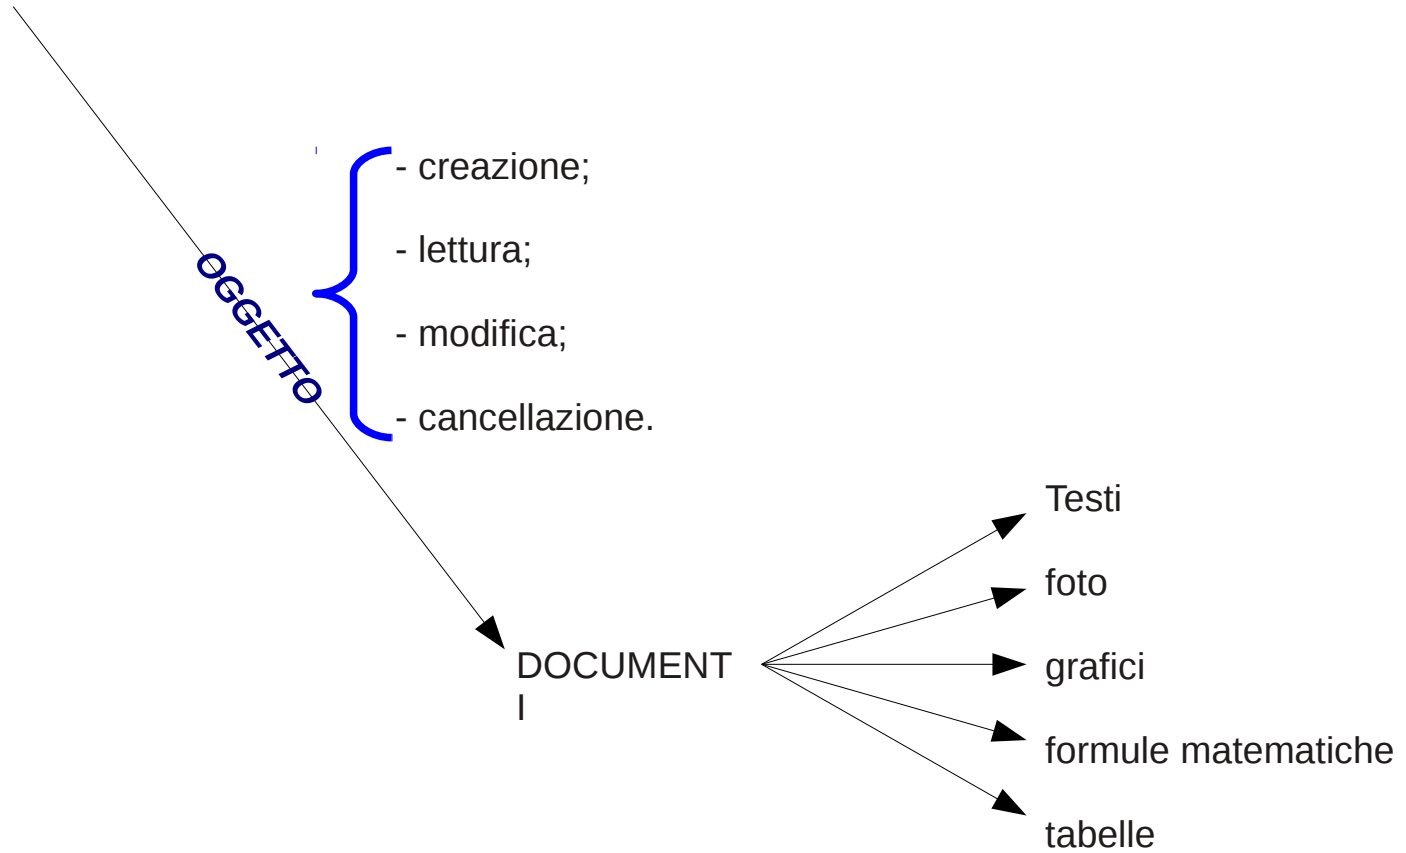 - creazione;
- lettura;
OGGETTO
- modifica;
- cancellazione.
Testi
foto
DOCUMENT
I
grafici
formule matematiche
tabelle